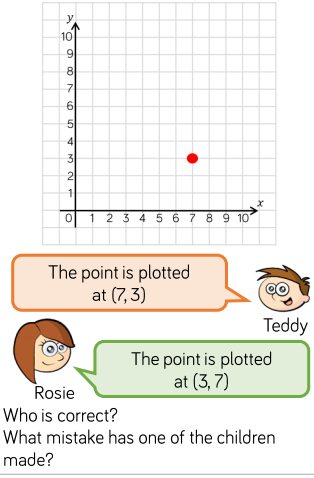 y
10
9
8
7
6
5
4
3
2
1
0 1 2 3 4 5 6 7 8 9 10 x
The point is plotted
at (7, 3)
Teddy
The point is plotted
at (3, 7)
Rosie
Who is correct?
What mistake has one of the children
made?